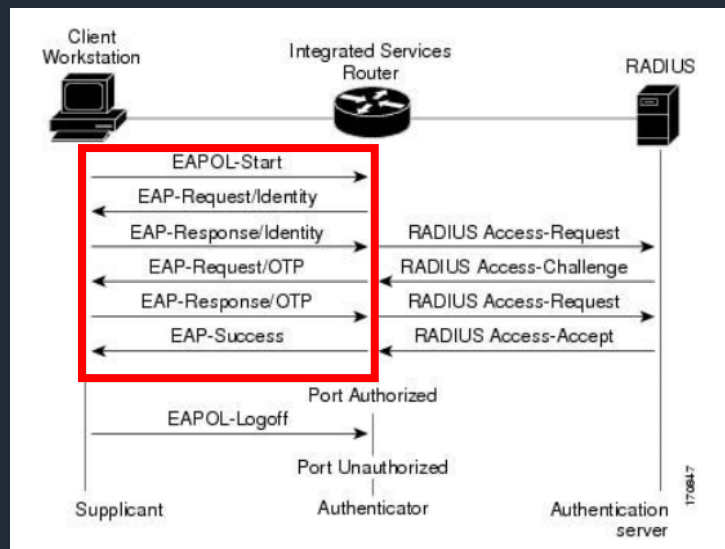 Client
Workstation
Integrated Services
Router
RADIUS
EAPOL-Start
EAP-Request/Identity
EAP-Response/Identity
RADIUS Access-Request
EAP-Request/OTP
RADIUS Access-Challenge
EAP-Response/OTP
RADIUS Access-Request
EAP-Success
RADIUS Access-Accept
Port Authorized
EAPOL-Logoff
Port Unauthorized
Supplicant
Authenticator
Authentication
server
170847